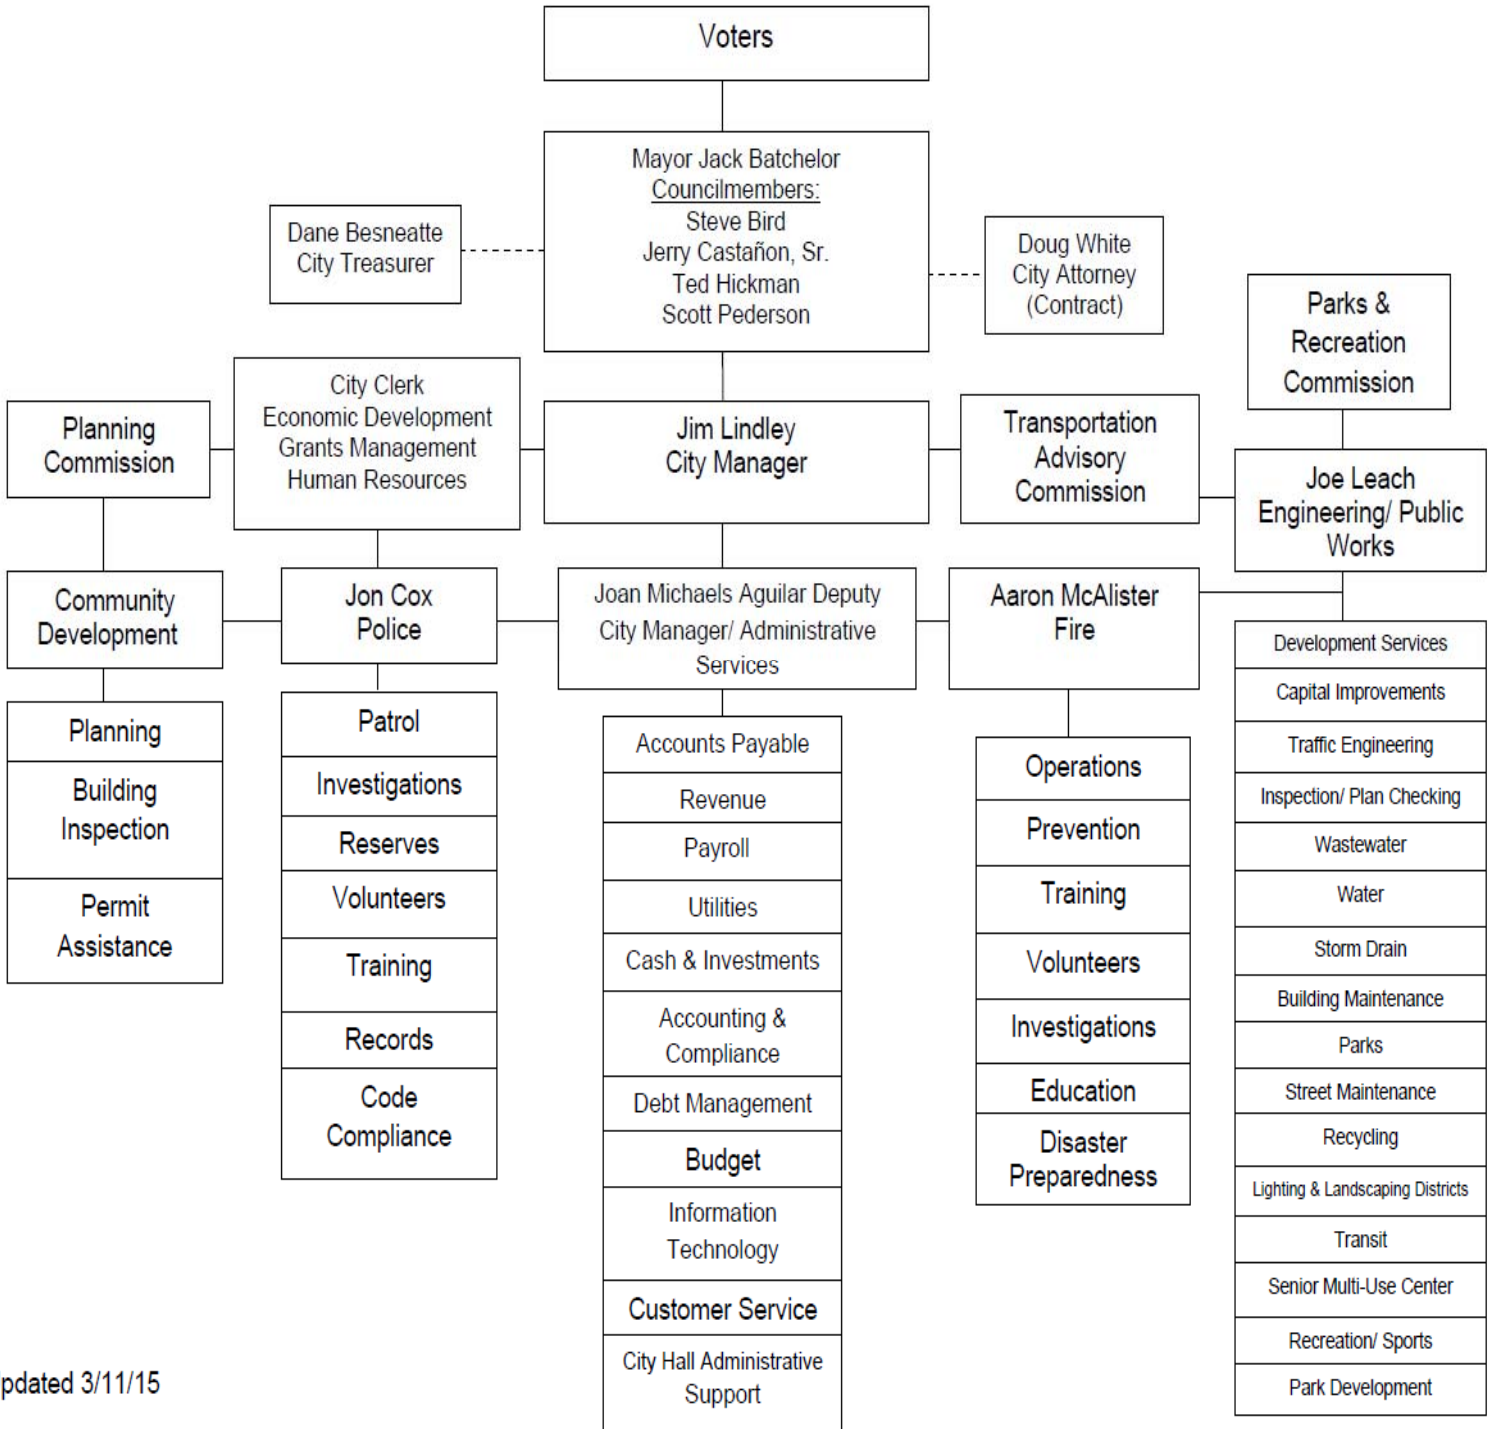 Voters
Mayor Jack Batchelor
Councilmembers:
Steve Bird
Jerry Castañon, Sr.
Ted Hickman
Scott Pederson
Dane Besneatte
City Treasurer
Doug White
City Attorney
(Contract)
Parks &
Recreation
Commission
Planning
Commission
City Clerk
Economic Development
Grants Management
Human Resources
Jim Lindley
City Manager
Transportation
Advisory
Commission
Joe Leach
Engineering/ Public
Works
Community
Development
Jon Cox
Police
Joan Michaels Aguilar Deputy
City Manager/ Administrative
Services
Aaron McAlister
Fire
Planning
Building
Inspection
Permit
Assistance
Patrol
Investigations
Reserves
Volunteers
Training
Records
Code
Compliance
Accounts Payable
Revenue
Payroll
Utilities
Cash & Investments
Accounting &
Compliance
Debt Management
Budget
Information
Technology
Customer Service
City Hall Administrative
Support
Operations
Prevention
Training
Volunteers
Investigations
Education
Disaster
Preparedness
Development Services
Capital Improvements
Traffic Engineering
Inspection/ Plan Checking
Wastewater
Water
Storm Drain
Building Maintenance
Parks
Street Maintenance
Recycling
Lighting & Landscaping Districts
Transit
Senior Multi-Use Center
Recreation/ Sports
Park Development
pdated 3/11/15